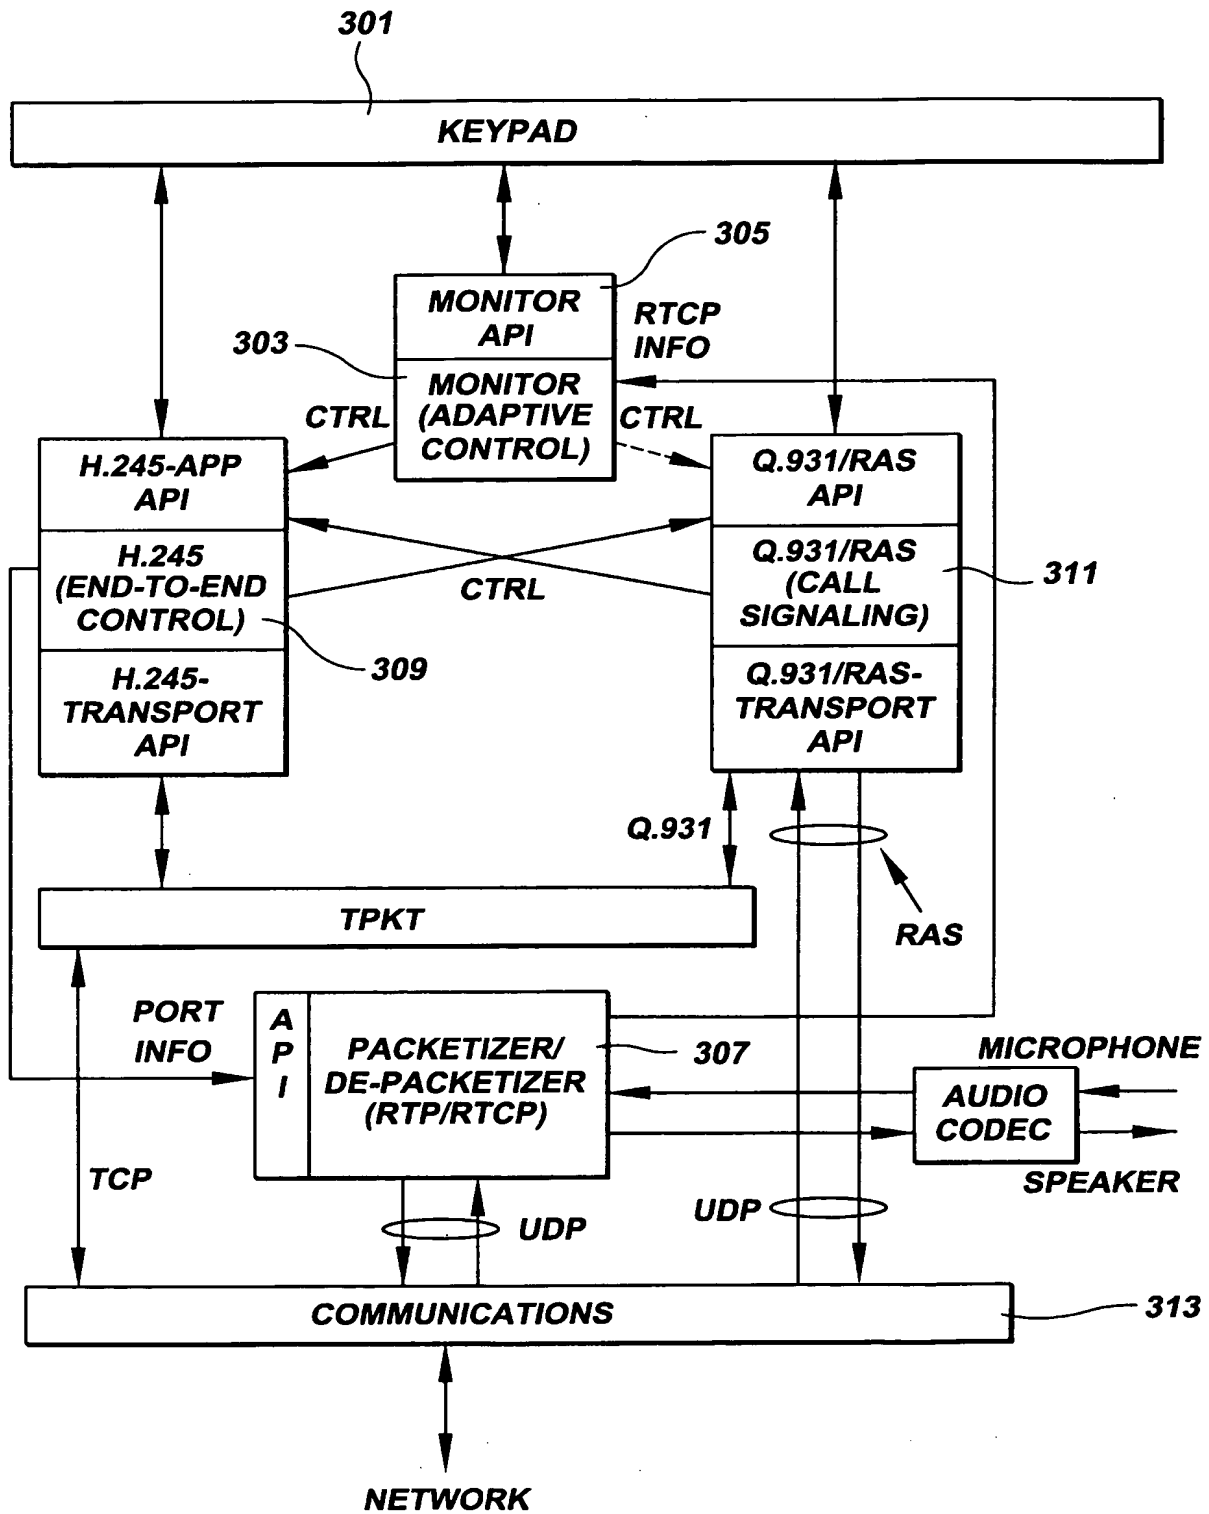 301
KEYPAD
305
MONITOR
API
RTCP
INFO
303
MONITOR
(ADAPTIVE
CONTROL)
CTRL
CTRL
H.245-APP
API
Q.931/RAS
API
H.245
(END-TO-END
CONTROL)
CTRL
Q.931/RAS
(CALL
SIGNALING)
311
309
H.245-
TRANSPORT
API
Q.931/RAS-
TRANSPORT
API
Q.931
TPKT
RAS
PORT
INFO
A
P
I
PACKETIZER/
DE-PACKETIZER
(RTP/RTCP)
307
MICROPHONE
AUDIO
CODEC
SPEAKER
TCP
UDP
UDP
COMMUNICATIONS
313
NETWORK